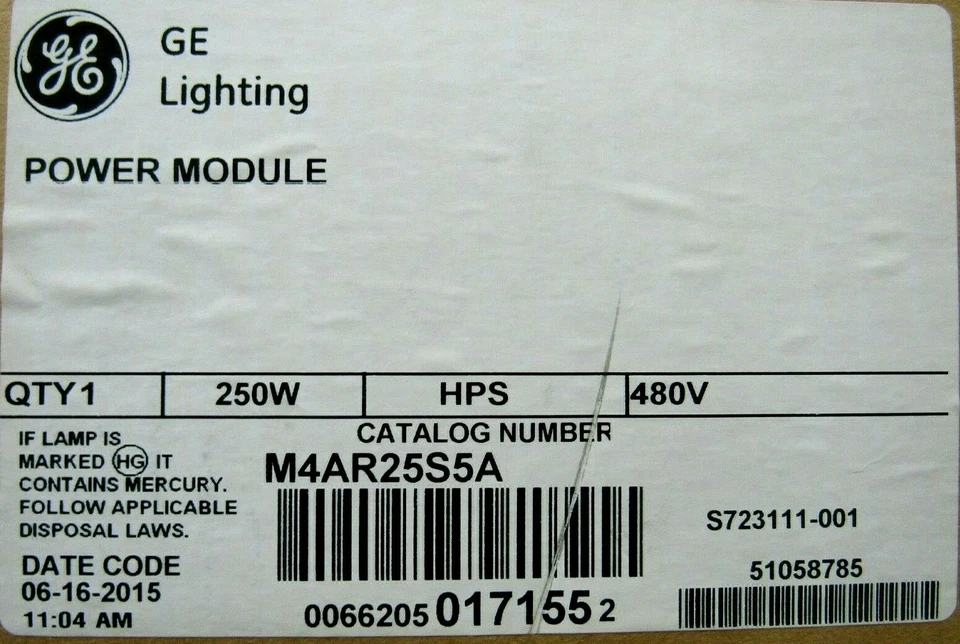 GE
GE
Lighting
POWER MODULE
QTY1 250W HPS 480V
IF LAMP IS
MARKED HG IT
CONTAINS MERCURY.
FOLLOW APPLICABLE
DISPOSAL LAWS.
DATE CODE
06-16-2015
11:04 AM
CATALOG NUMBER
M4AR25S5A
0066205 017155 2
S723111-001
51058785